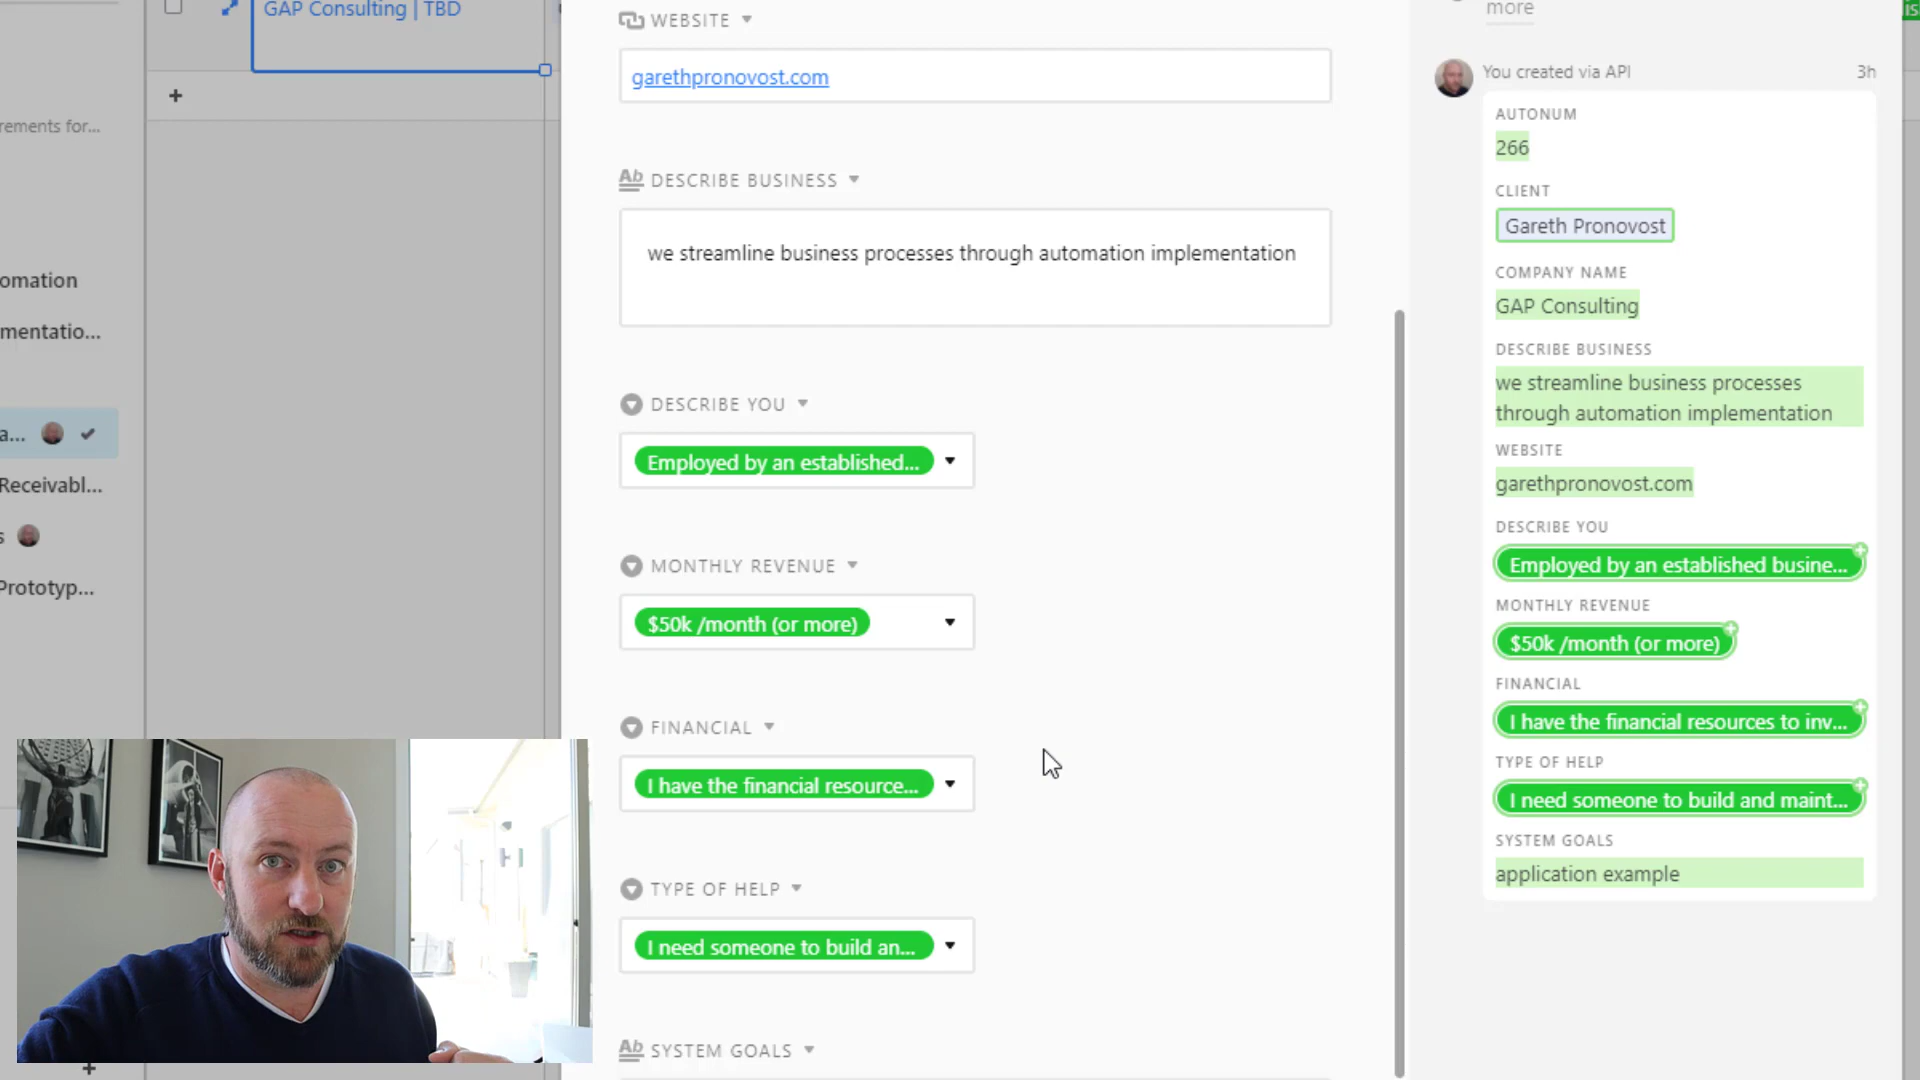 GAP Consulting | TBD
rements for...
omation
mentatio...
a...
Receivabl...
s
Prototyp...
WEBSITE
garethpronovost.com
DESCRIBE BUSINESS
we streamline business processes through automation implementation
DESCRIBE YOU
Employed by an established...
MONTHLY REVENUE
$50k /month (or more)
FINANCIAL
I have the financial resource...
TYPE OF HELP
I need someone to build an...
SYSTEM GOALS
more
is
You created via API
3h
AUTONUM
266
CLIENT
Gareth Pronovost
COMPANY NAME
GAP Consulting
DESCRIBE BUSINESS
we streamline business processes
through automation implementation
WEBSITE
garethpronovost.com
DESCRIBE YOU
Employed by an established busine...
MONTHLY REVENUE
$50k /month (or more)
FINANCIAL
I have the financial resources to inv...
TYPE OF HELP
I need someone to build and maint...
SYSTEM GOALS
application example